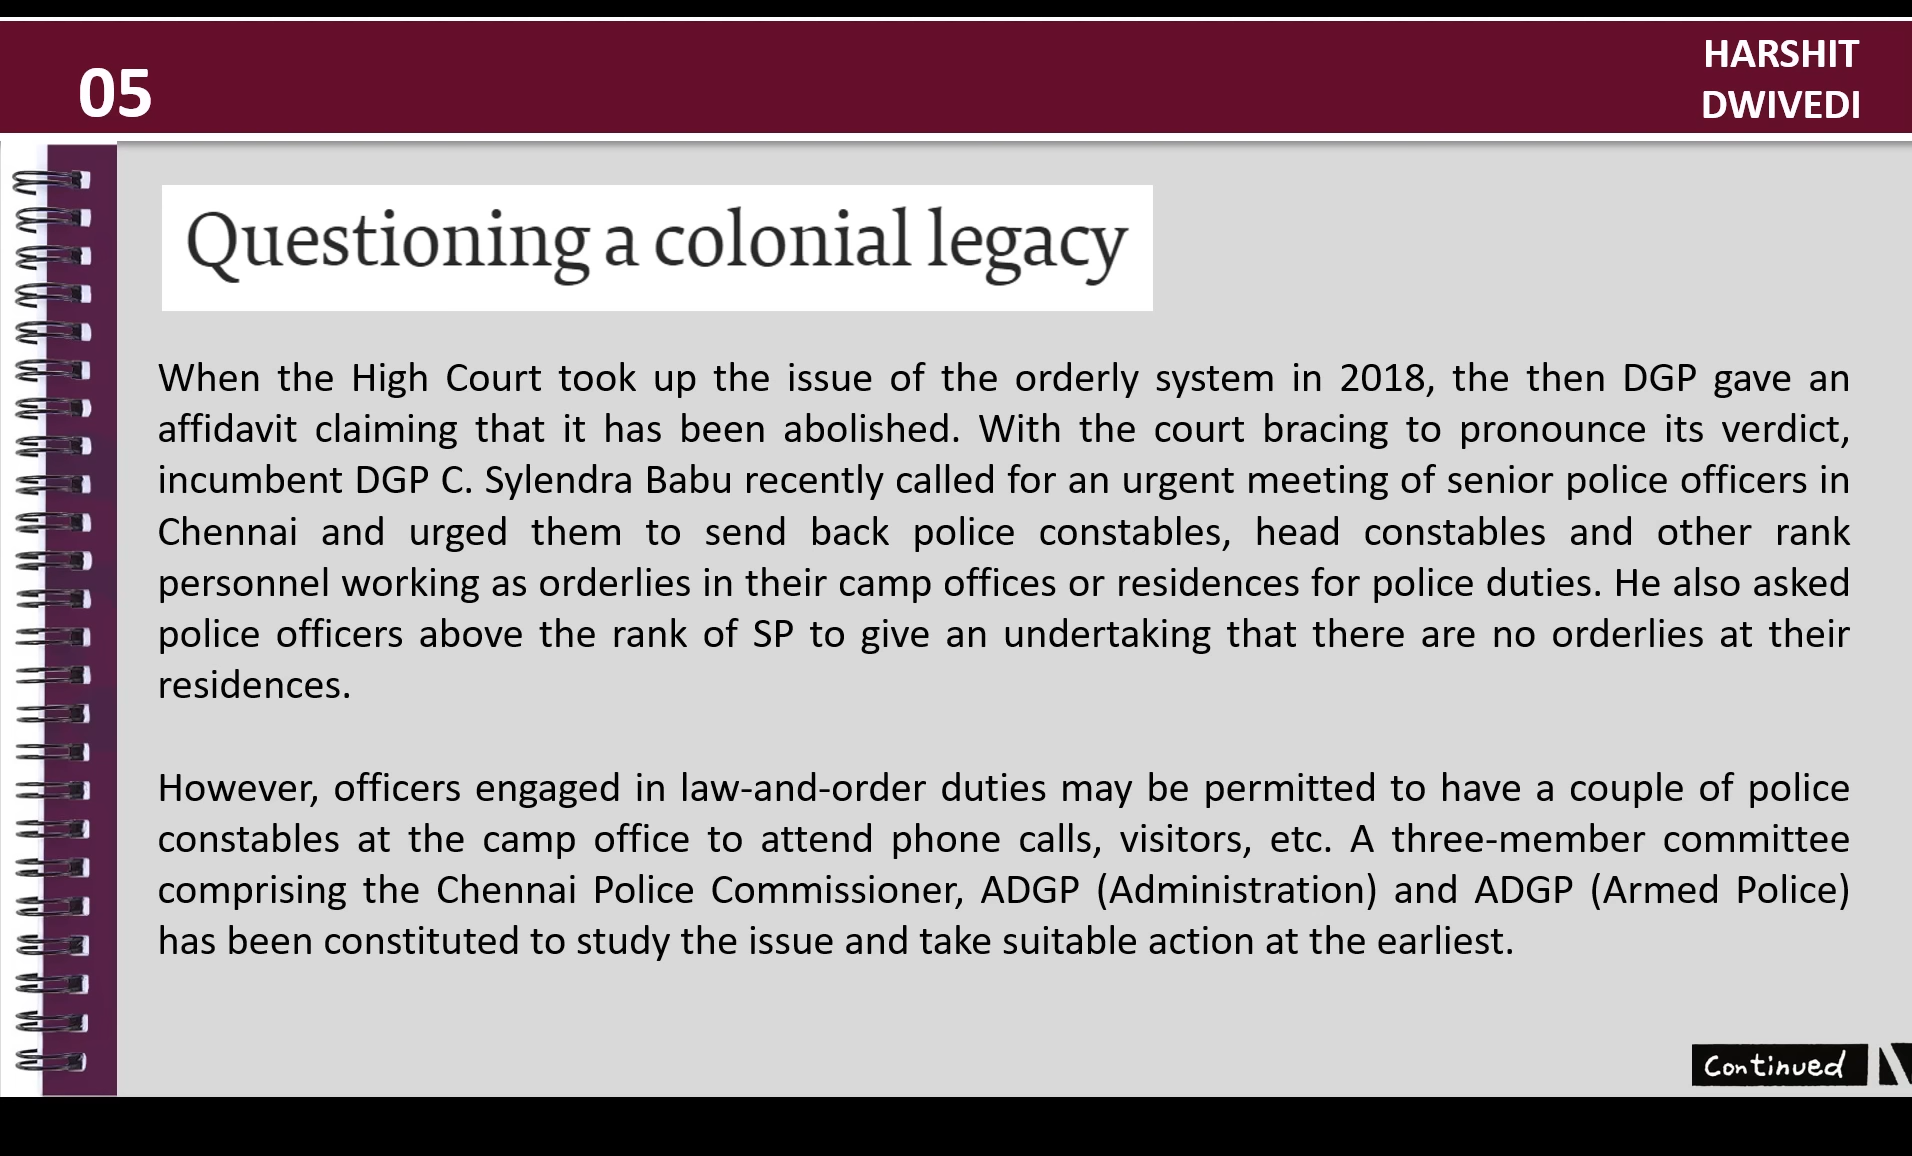 05
HARSHIT
DWIVEDI
Questioning a colonial legacy
When the High Court took up the issue of the orderly system in 2018, the then DGP gave an
affidavit claiming that it has been abolished. With the court bracing to pronounce its verdict,
incumbent DGP C. Sylendra Babu recently called for an urgent meeting of senior police officers in
Chennai and urged them to send back police constables, head constables and other rank
personnel working as orderlies in their camp offices or residences for police duties. He also asked
police officers above the rank of SP to give an undertaking that there are no orderlies at their
residences.
However, officers engaged in law-and-order duties may be permitted to have a couple of police
constables at the camp office to attend phone calls, visitors, etc. A three-member committee
comprising the Chennai Police Commissioner, ADGP (Administration) and ADGP (Armed Police)
has been constituted to study the issue and take suitable action at the earliest.
Continued